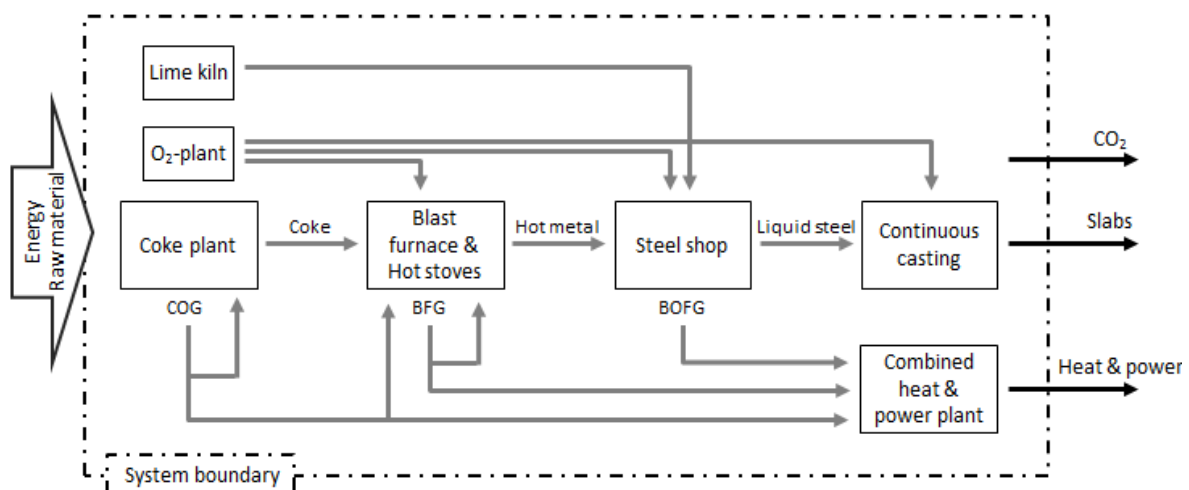 Lime kiln
O₂-plant
CO₂
Energy
Raw material
Coke plant
Coke
Blast
furnace &
Hot stoves
Hot metal
Steel shop
Liquid steel
Continuous
casting
Slabs
COG
BFG
BOFG
Combined
heat &
power plant
Heat & power
System boundary